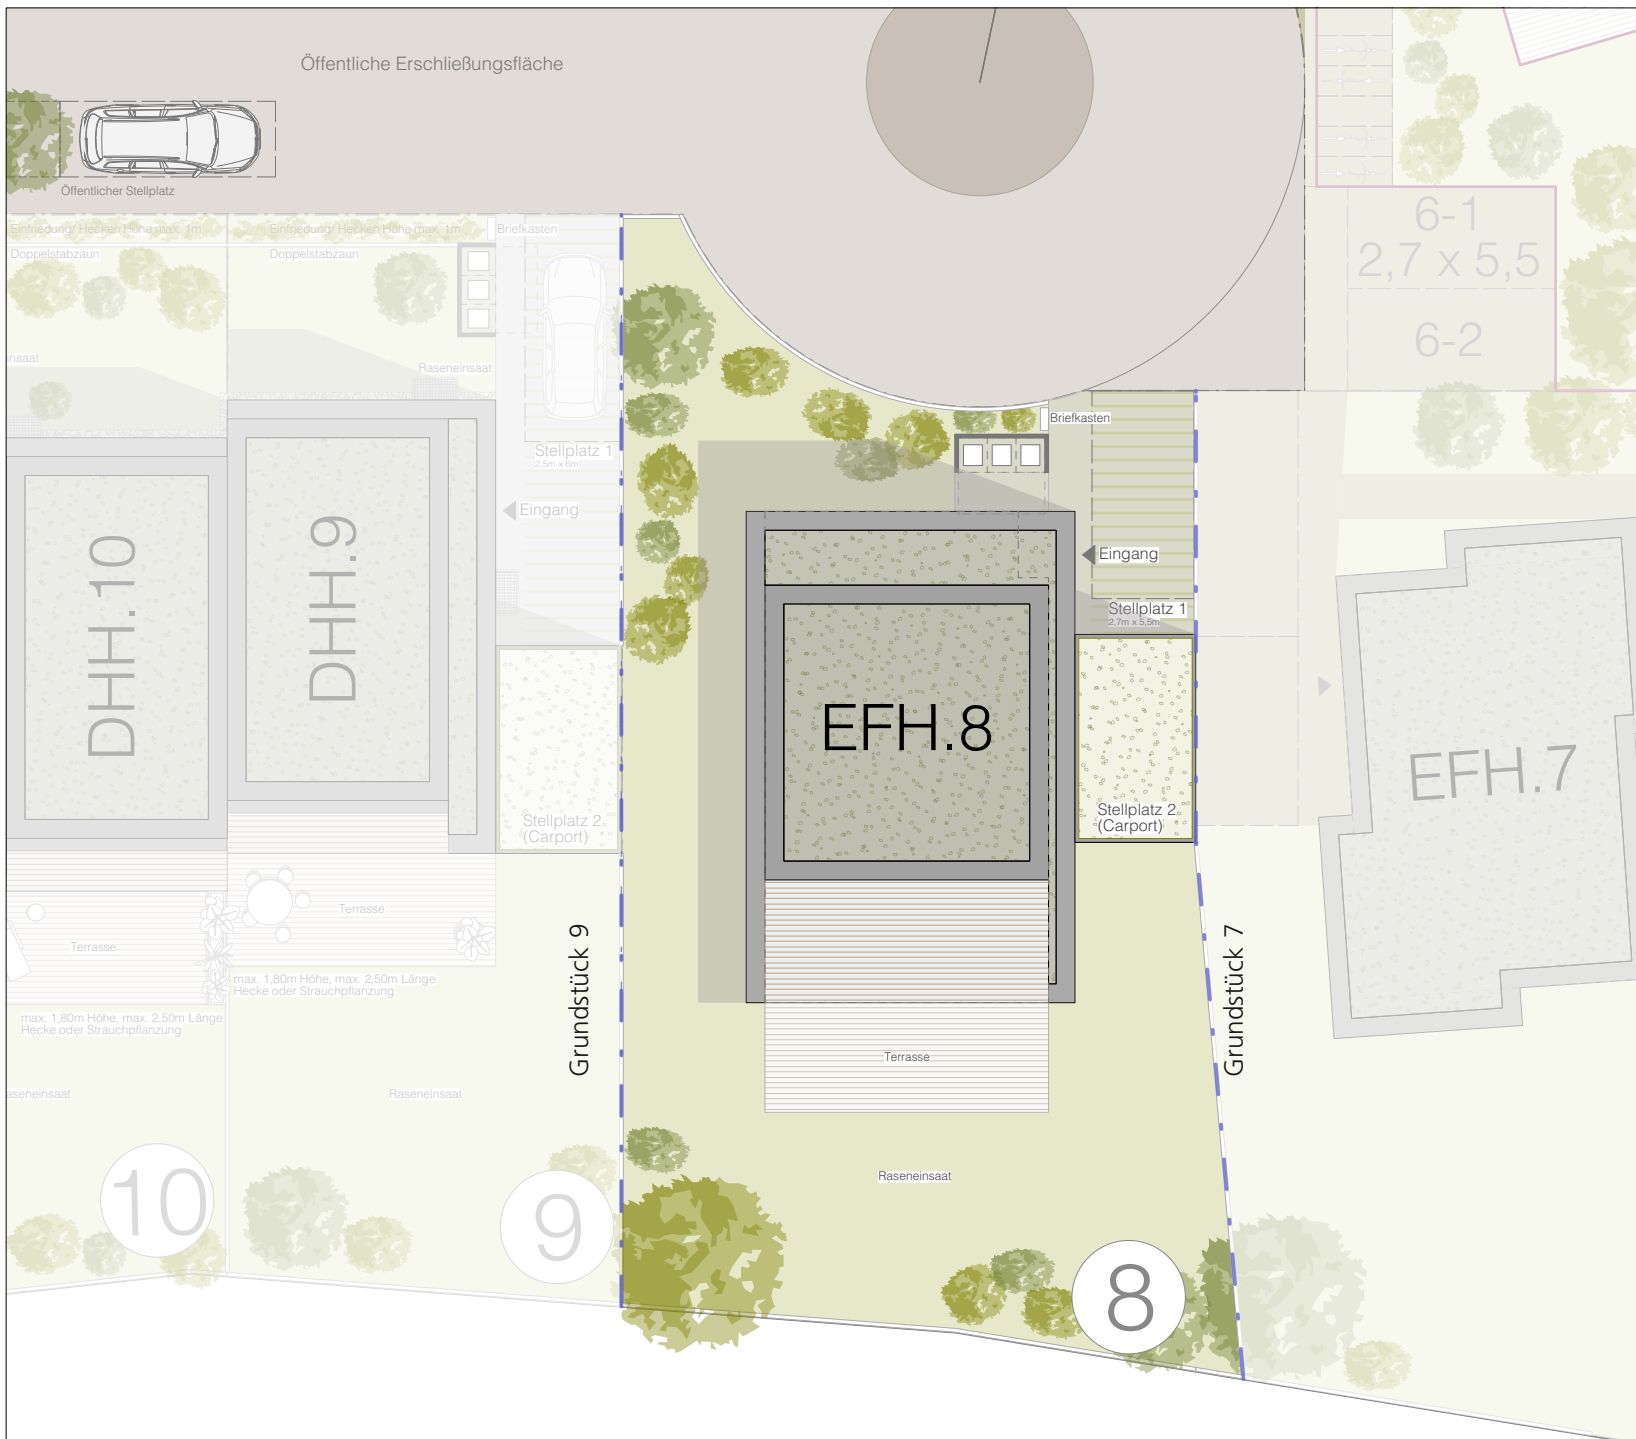 Öffentliche Erschließungsfläche
Öffentlicher Stellplatz
Einfriedung/ Hecken Höhe max. 1m
Einfriedung/ Hecken Höhe max. 1m
Briefkasten
Doppelstabzaun
Doppelstabzaun
6-1
2,7 x 5,5
6-2
nsaat
Raseneinsaat
Briefkasten
Stellplatz 1
2,5m x 6m
Eingang
Eingang
Stellplatz 1
2,7m x 5,5m
DHH.10
DHH.9
EFH.8
EFH.7
Stellplatz 2
(Carport)
Stellplatz 2
(Carport)
Terrasse
Terrasse
max. 1,80m Höhe, max. 2,50m Länge
Hecke oder Strauchpflanzung
max. 1,80m Höhe, max. 2,50m Länge
Hecke oder Strauchpflanzung
Grundstück 9
Grundstück 7
Terrasse
aseneinsaat
Raseneinsaat
Raseneinsaat
10
9
8